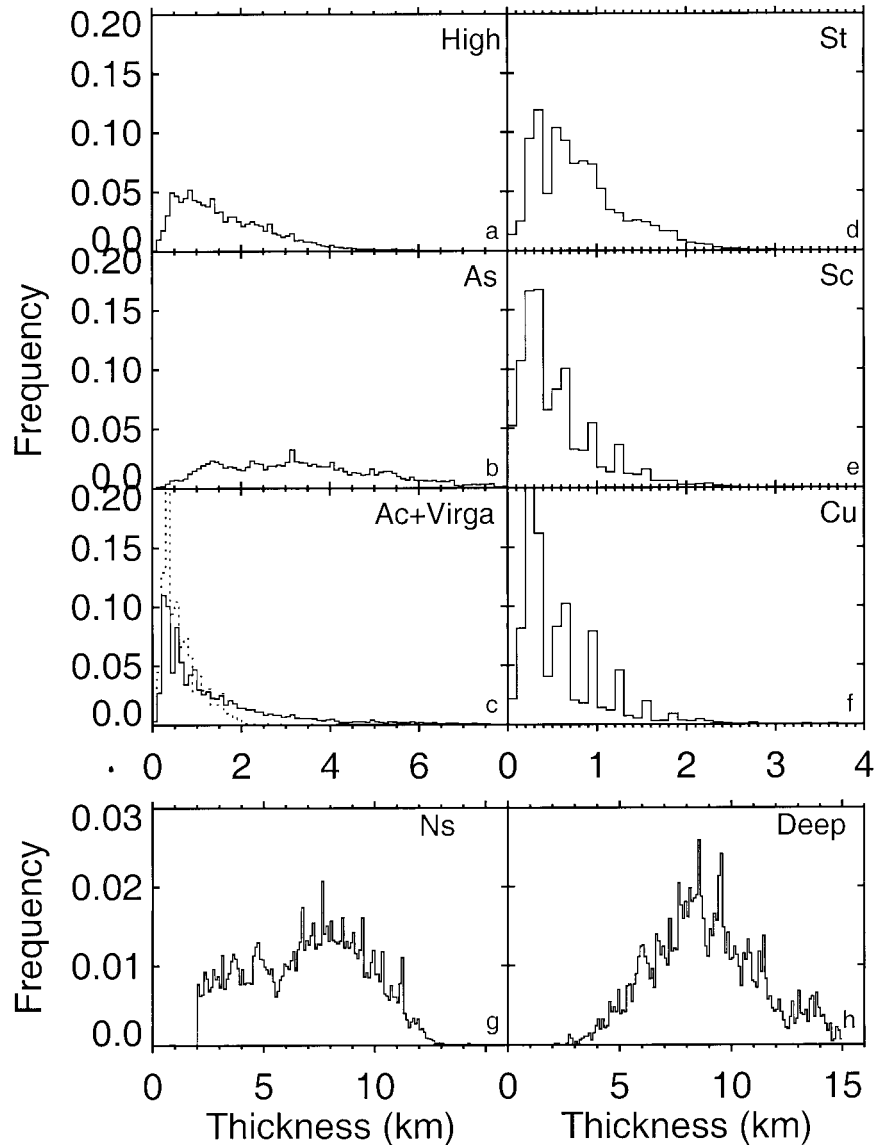 0.20
High
St
0.15
0.10
0.05
0.0
a
d
0.20
As
Sc
0.15
0.10
0.05
0.0
b
e
0.20
Ac+Virga
Cu
0.15
0.10
0.05
0.0
c
f
0 2 4 6
0 1 2 3 4
Frequency
0.03
Ns
Deep
0.02
0.01
0.0
g
h
0 5 10
0 5 10 15
Frequency
Thickness (km)
Thickness (km)